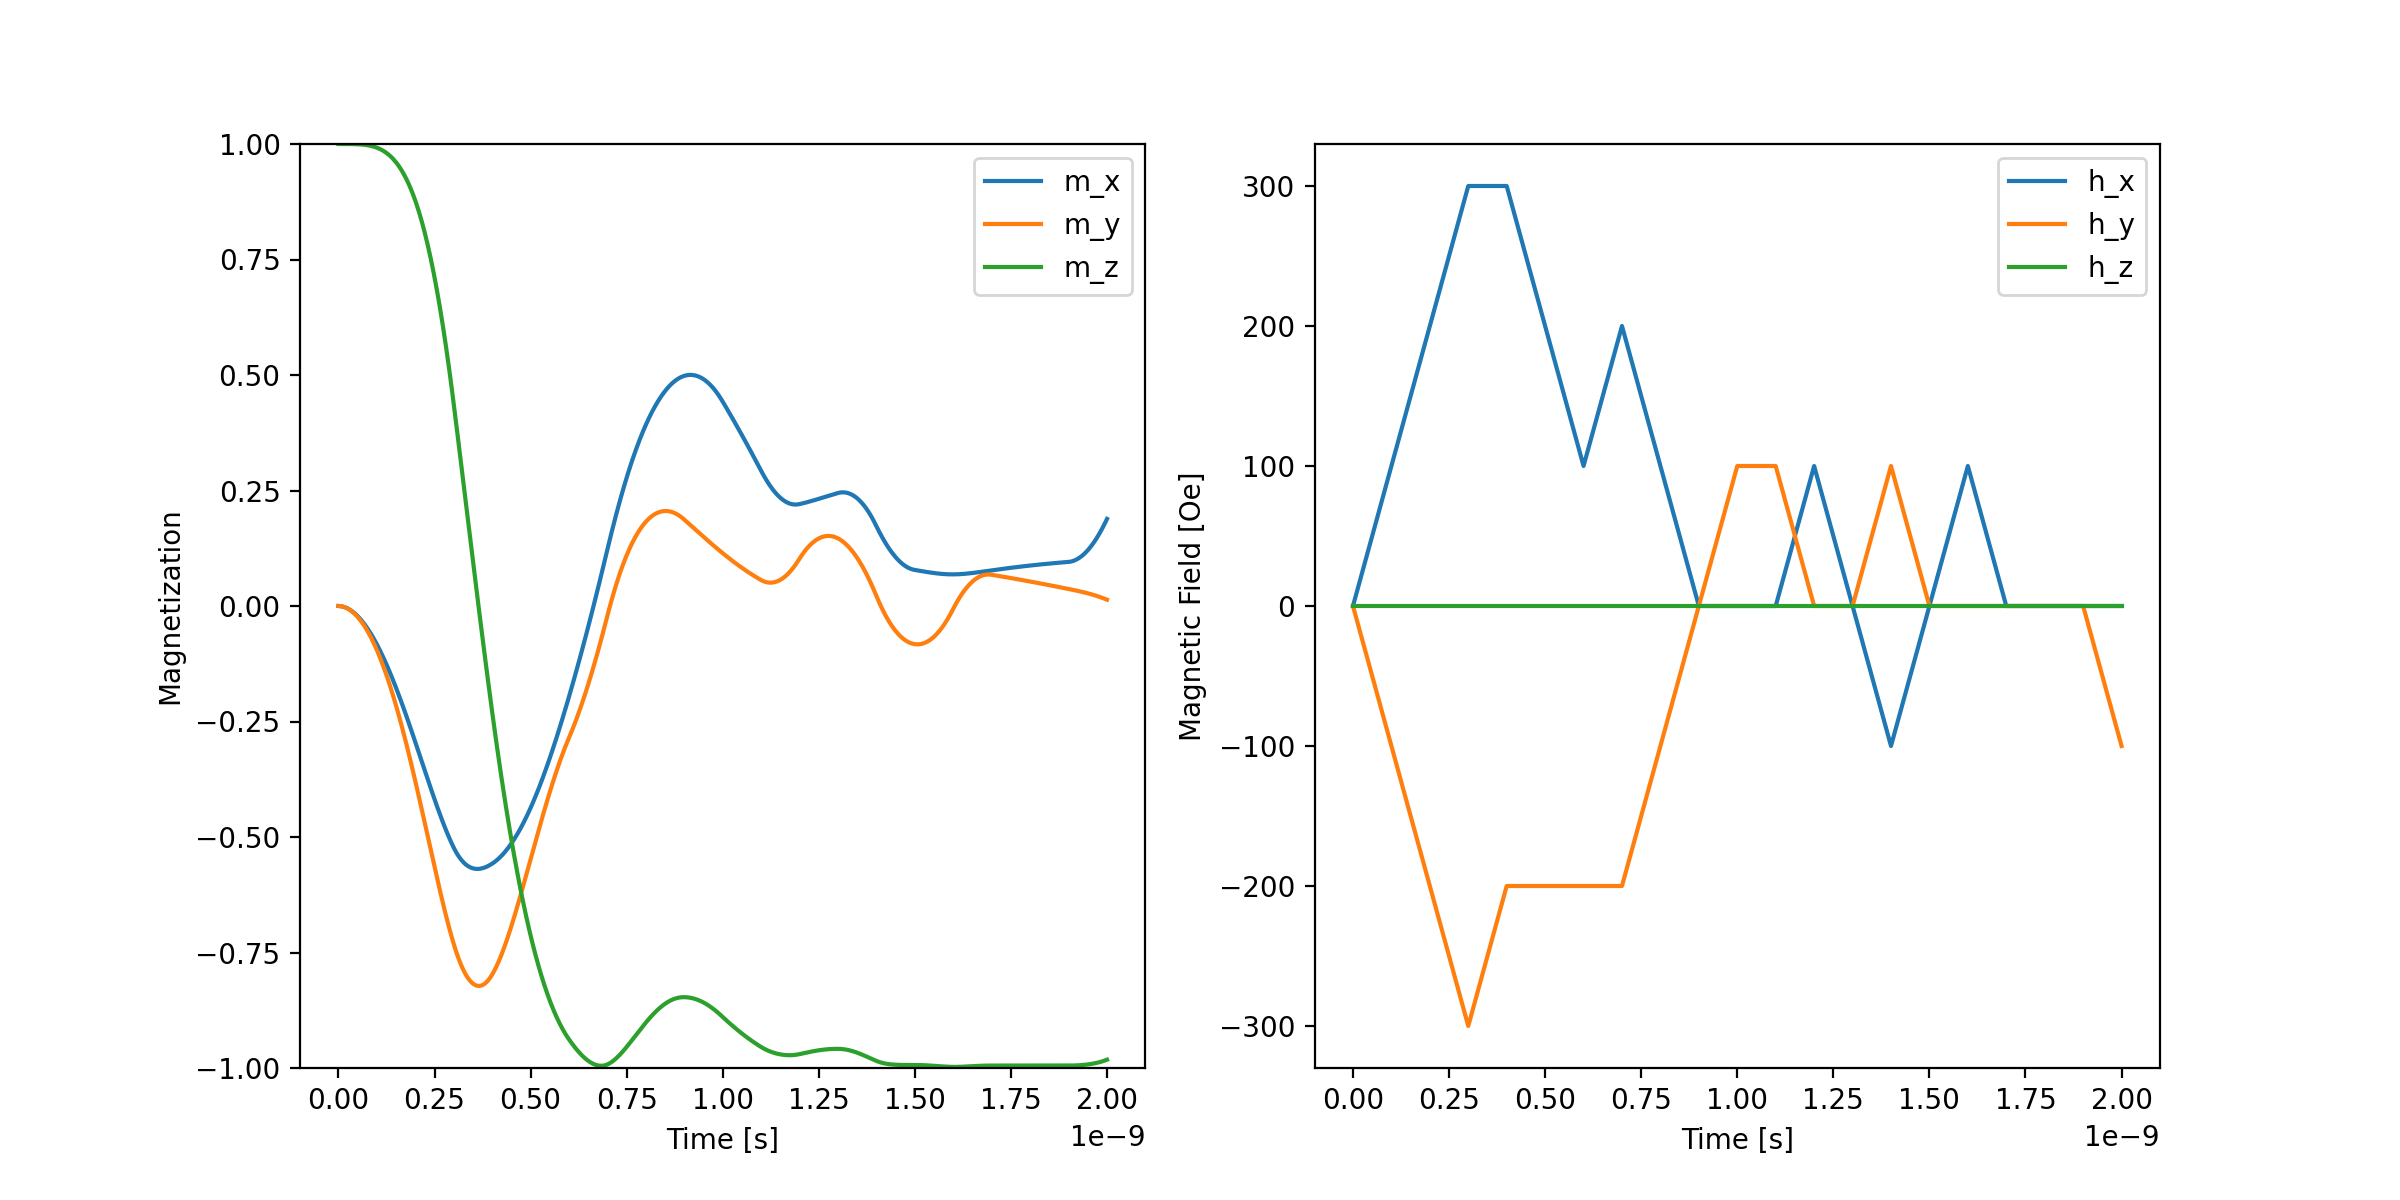 Magnetization
1.00
0.75
0.50
0.25
0.00
−0.25
−0.50
−0.75
−1.00
m_x
m_y
m_z
0.00 0.25 0.50 0.75 1.00 1.25 1.50 1.75 2.00
1e−9
Time [s]
Magnetic Field [Oe]
300
200
100
0
−100
−200
−300
h_x
h_y
h_z
0.00 0.25 0.50 0.75 1.00 1.25 1.50 1.75 2.00
1e−9
Time [s]